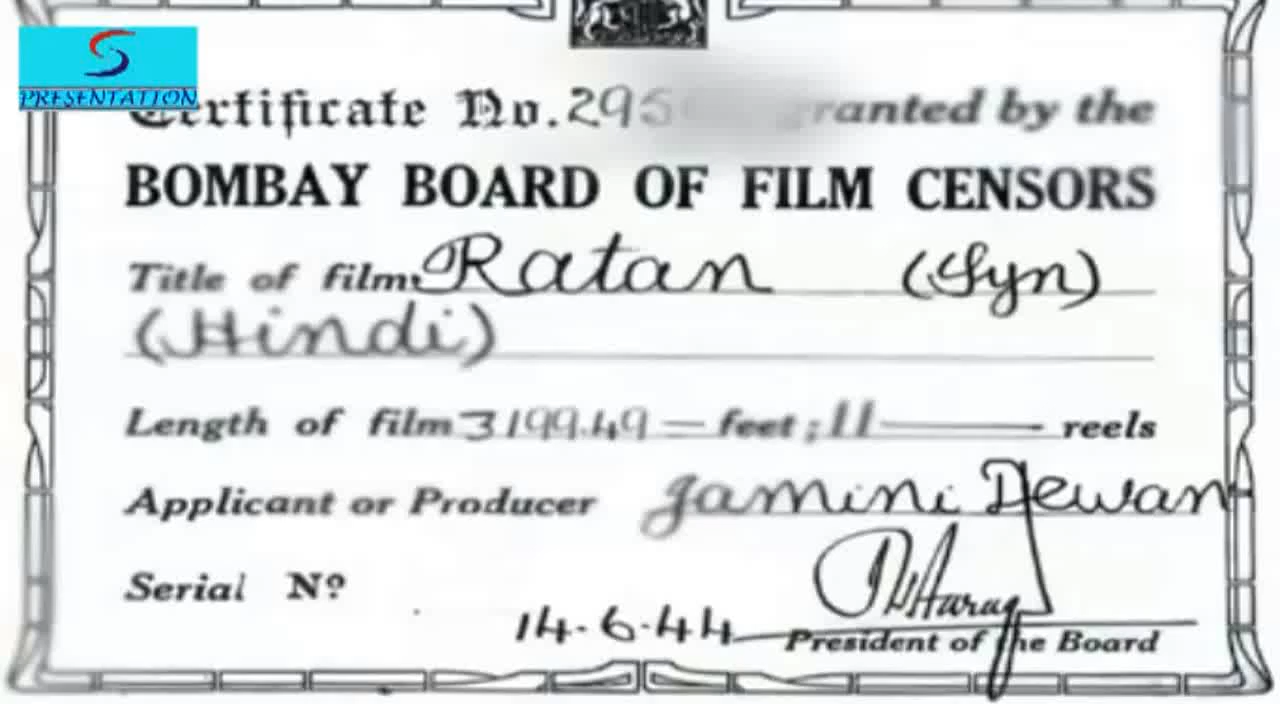 S
PRESENTATION
Certificate No. 295 granted by the
BOMBAY BOARD OF FILM CENSORS
Title of film Ratan (Syn)
(Hindi)
Length of film 3199.49 — feet; 11 — reels
Applicant or Producer Jamini Dewan
Serial Nº
14-6-44
President of the Board